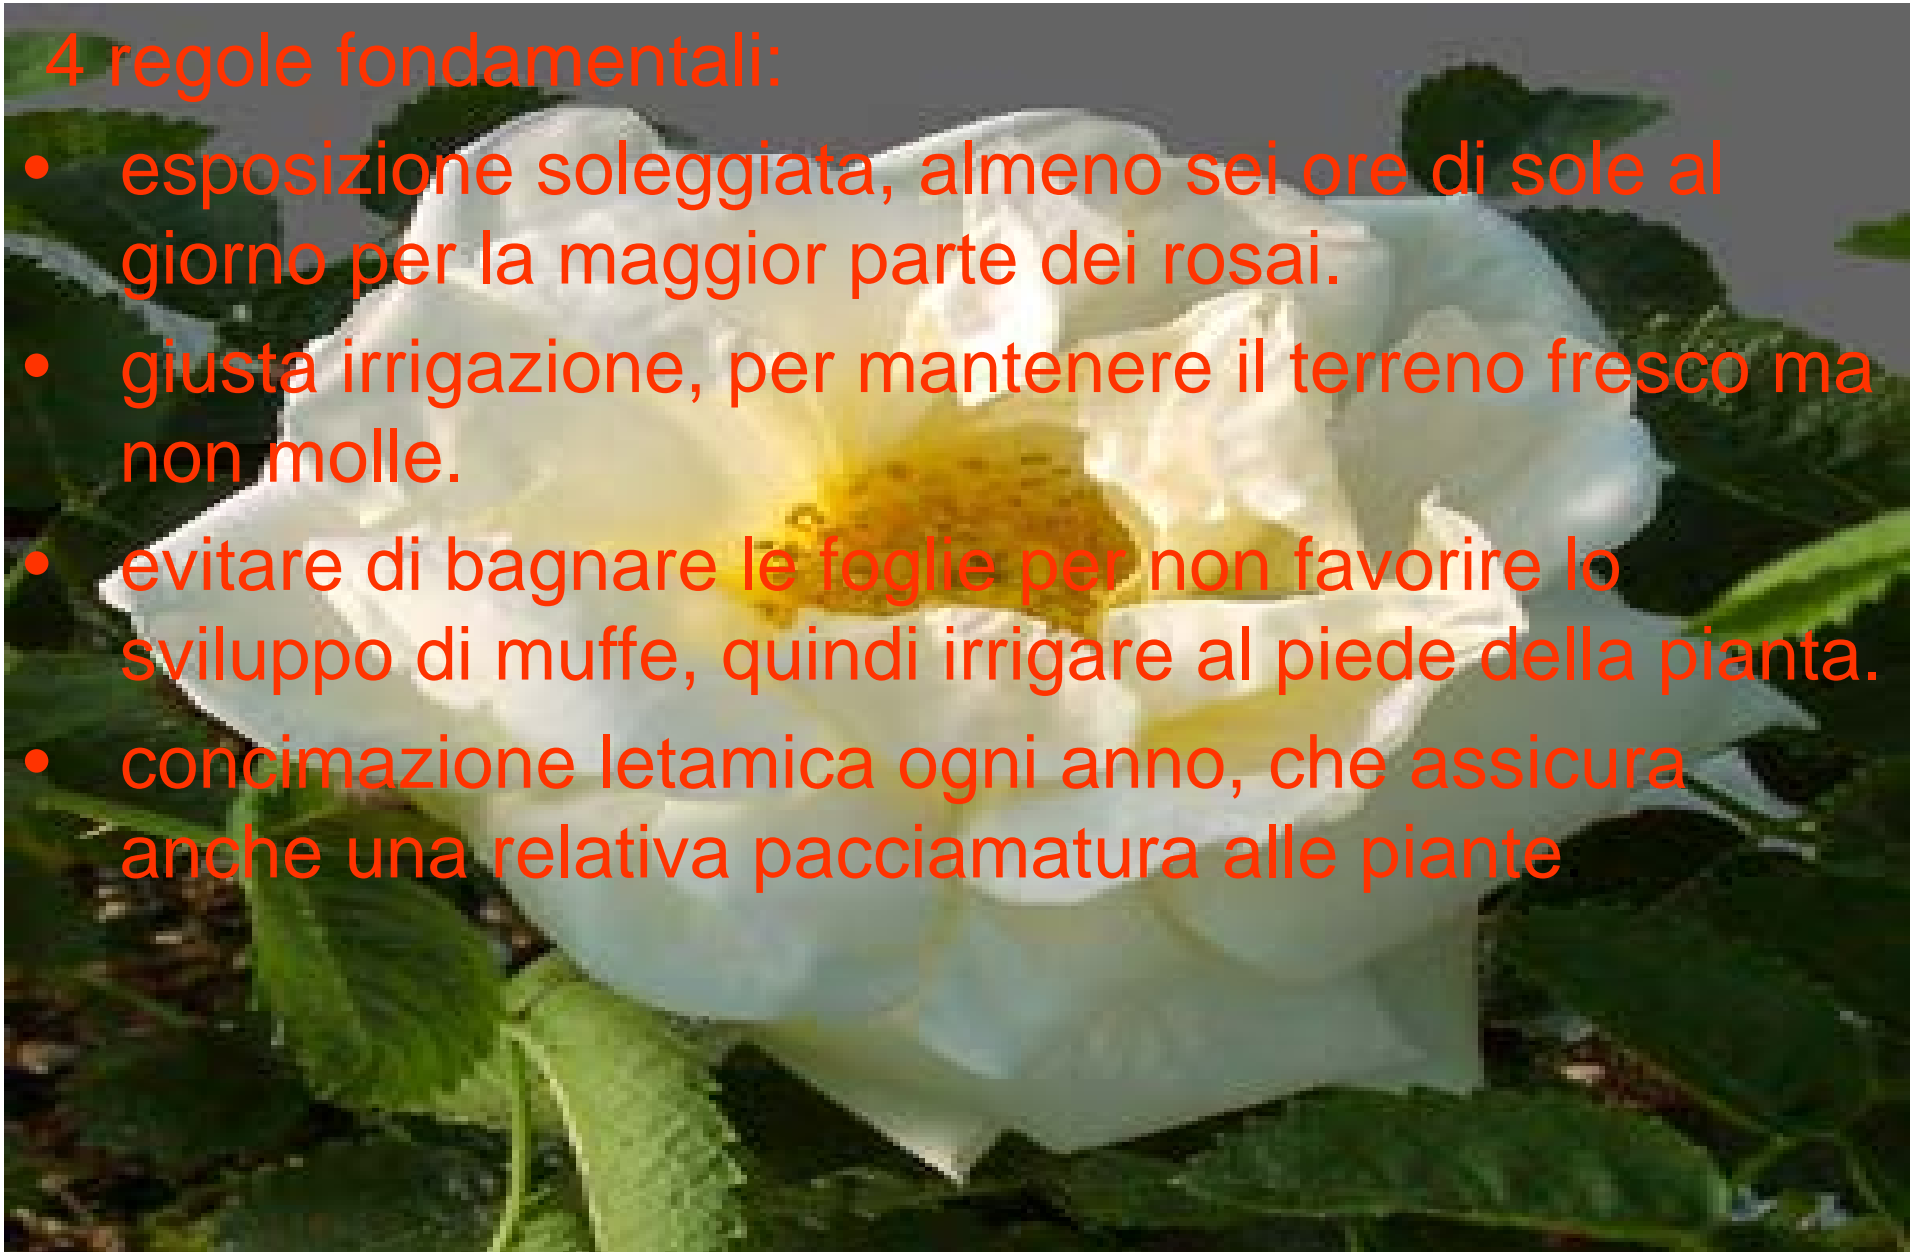 4 regole fondamentali:
• esposizione soleggiata, almeno sei ore di sole al
giorno per la maggior parte dei rosai.
• giusta irrigazione, per mantenere il terreno fresco ma
non molle.
• evitare di bagnare le foglie per non favorire lo
sviluppo di muffe, quindi irrigare al piede della pianta.
• concimazione letamica ogni anno, che assicura
anche una relativa pacciamatura alle piante